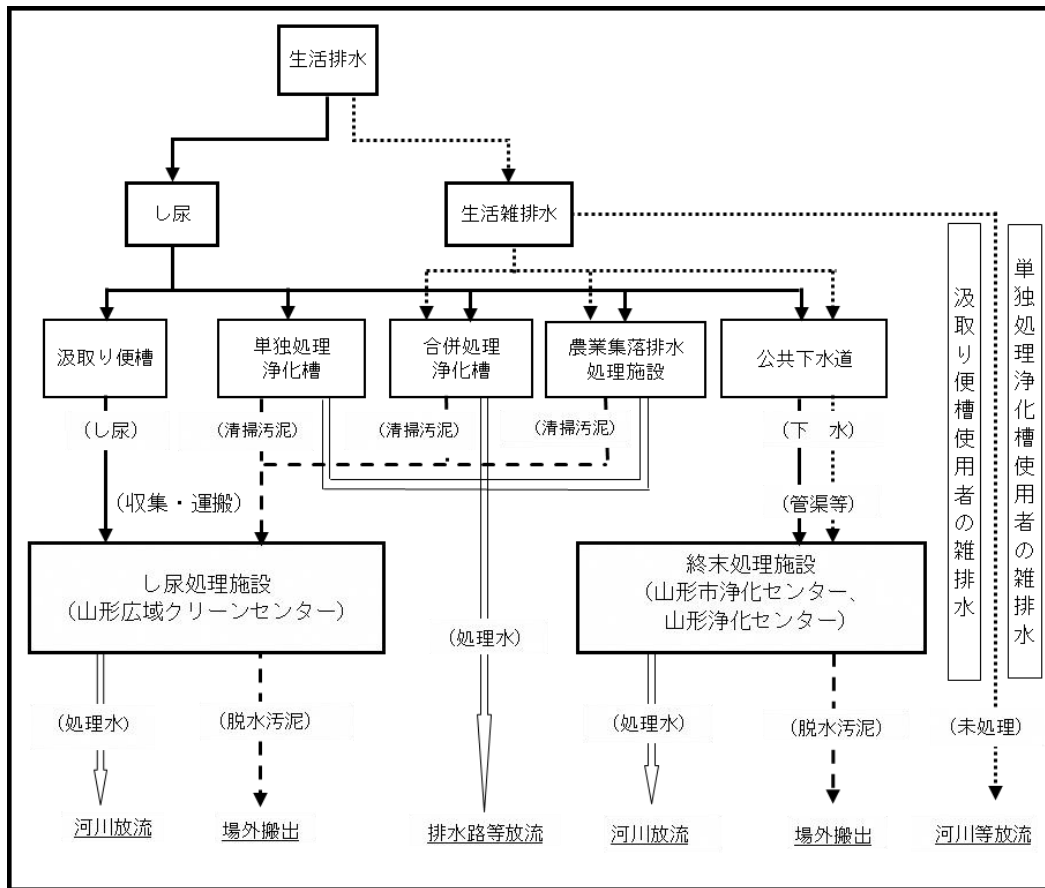 生活排水
し尿
生活雑排水
汲取り便槽
単独処理
浄化槽
合併処理
浄化槽
農業集落排水
処理施設
公共下水道
(し尿)
(清掃汚泥)
(清掃汚泥)
(清掃汚泥)
(下 水)
(収集・運搬)
(管渠等)
し尿処理施設
(山形広域クリーンセンター)
終末処理施設
(山形市浄化センター、
山形浄化センター)
汲取り便槽使用者の雑排水
単独処理浄化槽使用者の雑排水
(処理水)
(処理水)
(脱水汚泥)
(処理水)
(脱水汚泥)
(未処理)
河川放流
場外搬出
排水路等放流
河川放流
場外搬出
河川等放流